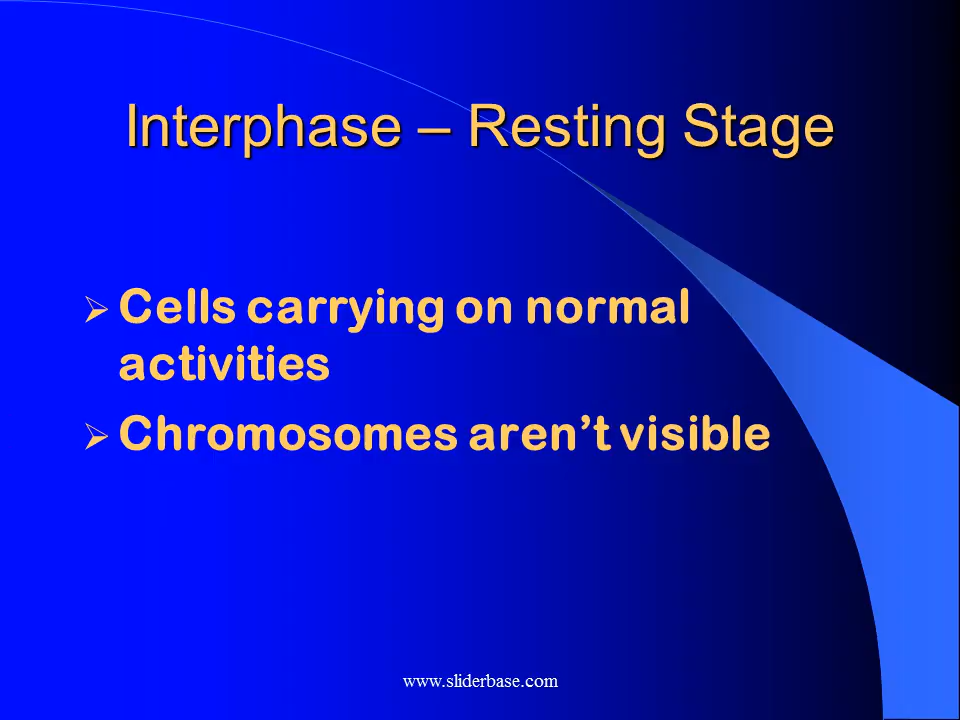 Interphase – Resting Stage
➢ Cells carrying on normal
activities
➢ Chromosomes aren’t visible
www.sliderbase.com